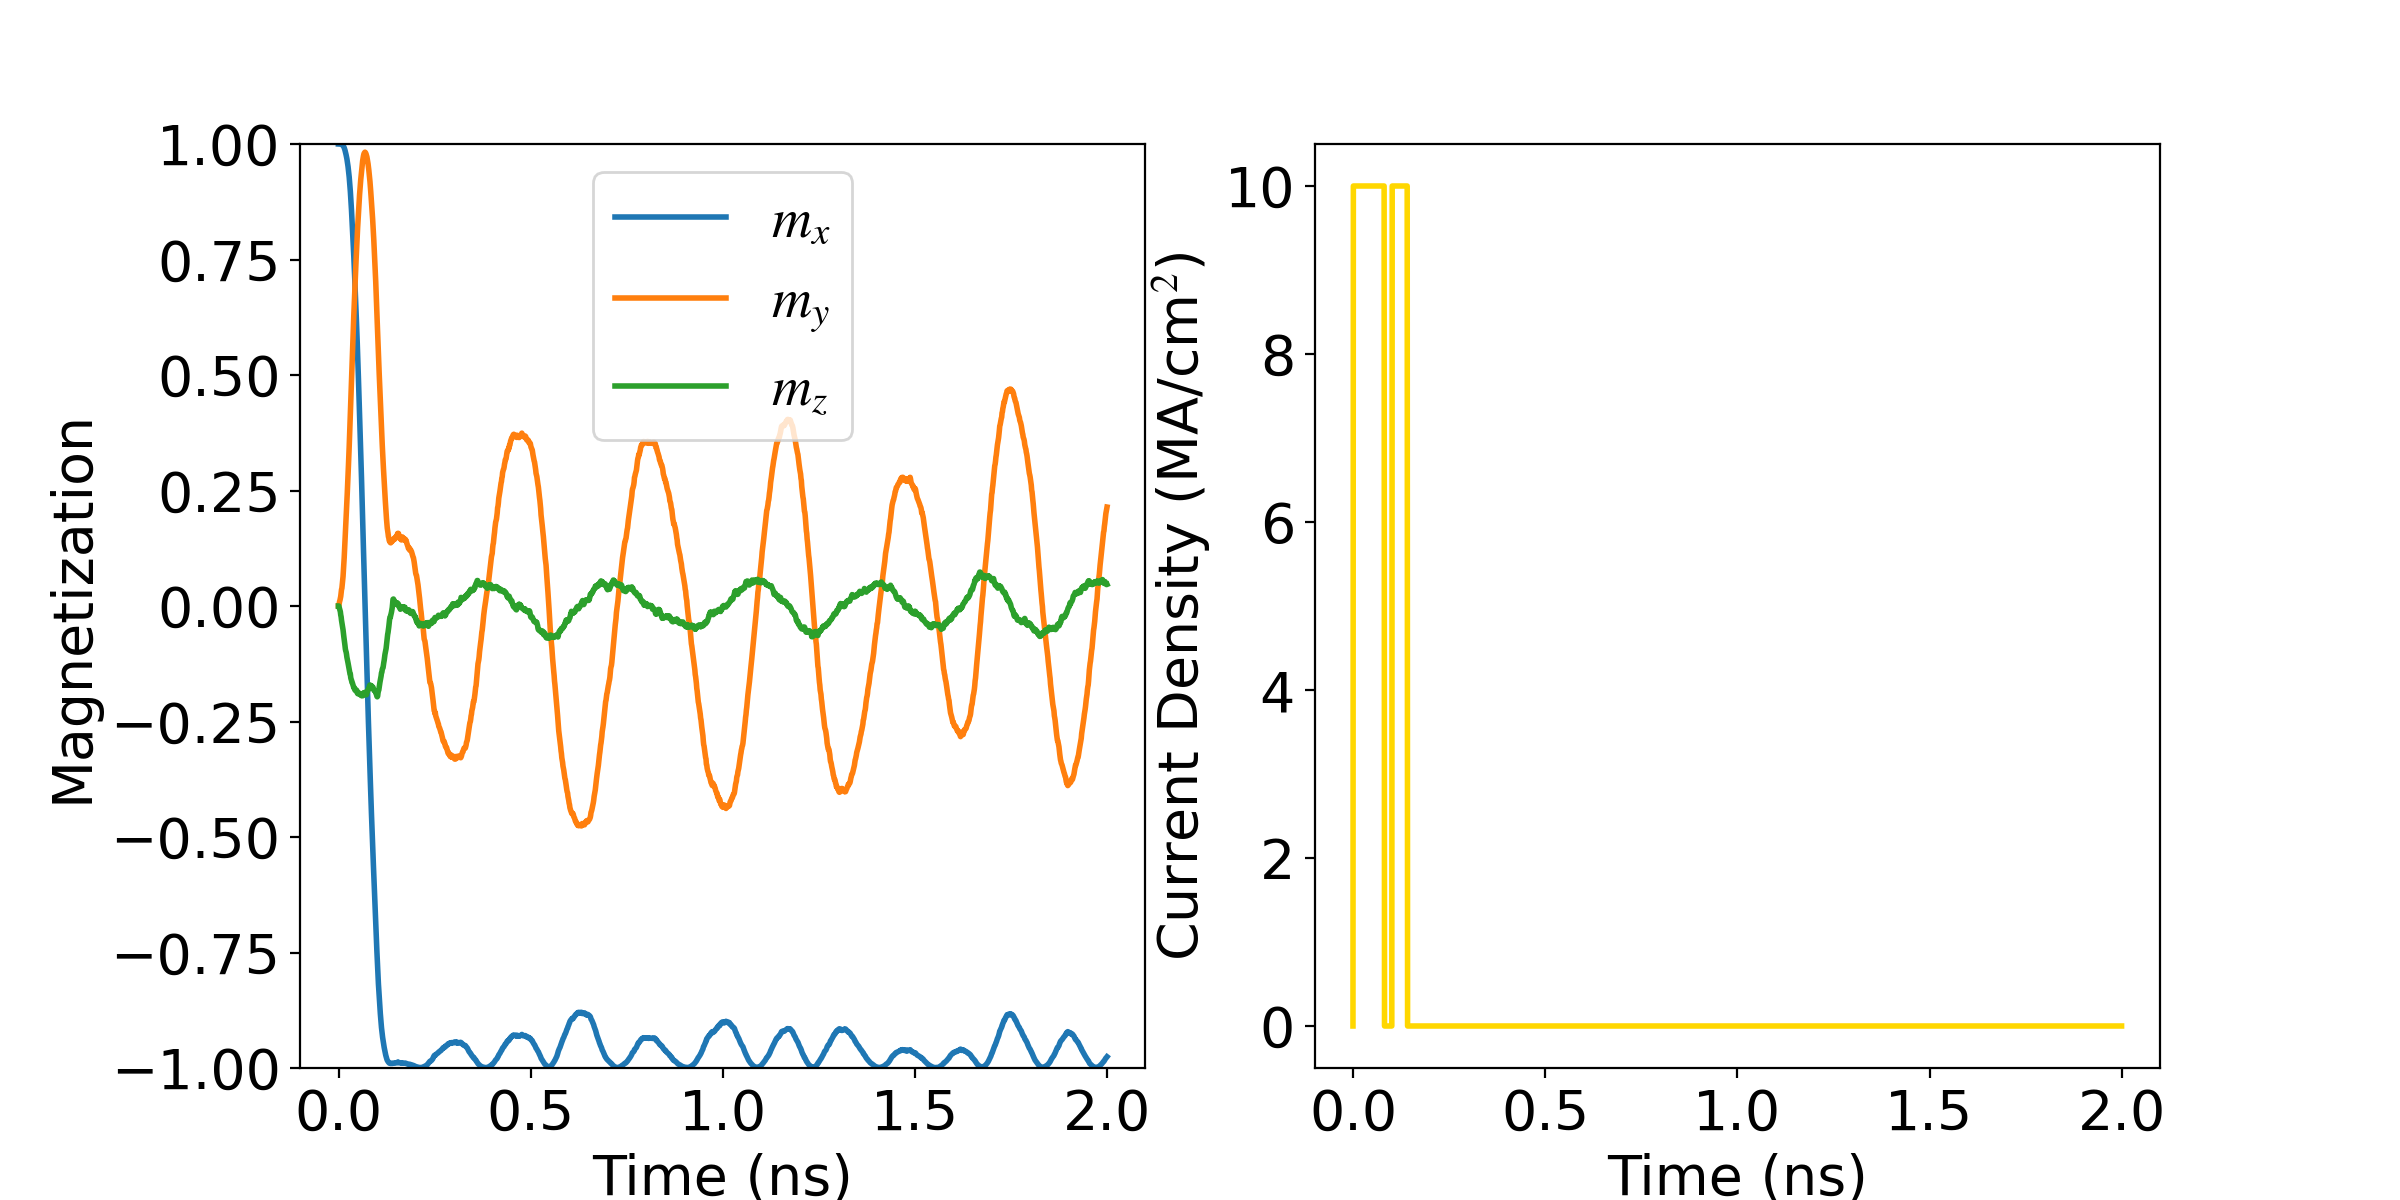 Magnetization
1.00
0.75
0.50
0.25
0.00
−0.25
−0.50
−0.75
−1.00
m_x
m_y
m_z
0.0 0.5 1.0 1.5 2.0
Time (ns)
Current Density (MA/cm²)
10
8
6
4
2
0
0.0 0.5 1.0 1.5 2.0
Time (ns)